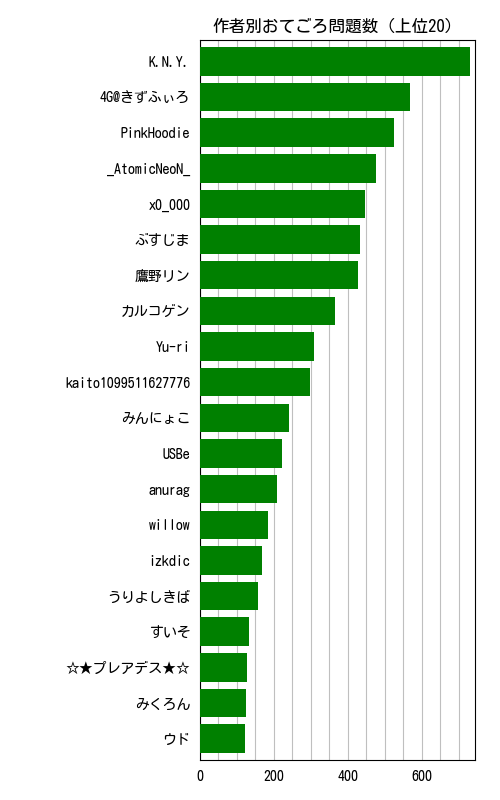 作者別おてごろ問題数（上位20）
K.N.Y.
4G@きずふぃろ
PinkHoodie
_AtomicNeoN_
x0_000
ぶすじま
鷹野リン
カルコゲン
Yu-ri
kaito1099511627776
みんにょこ
USBe
anurag
willow
izkdic
うりよしきば
すいそ
☆★プレアデス★☆
みくろん
ウド
0 200 400 600